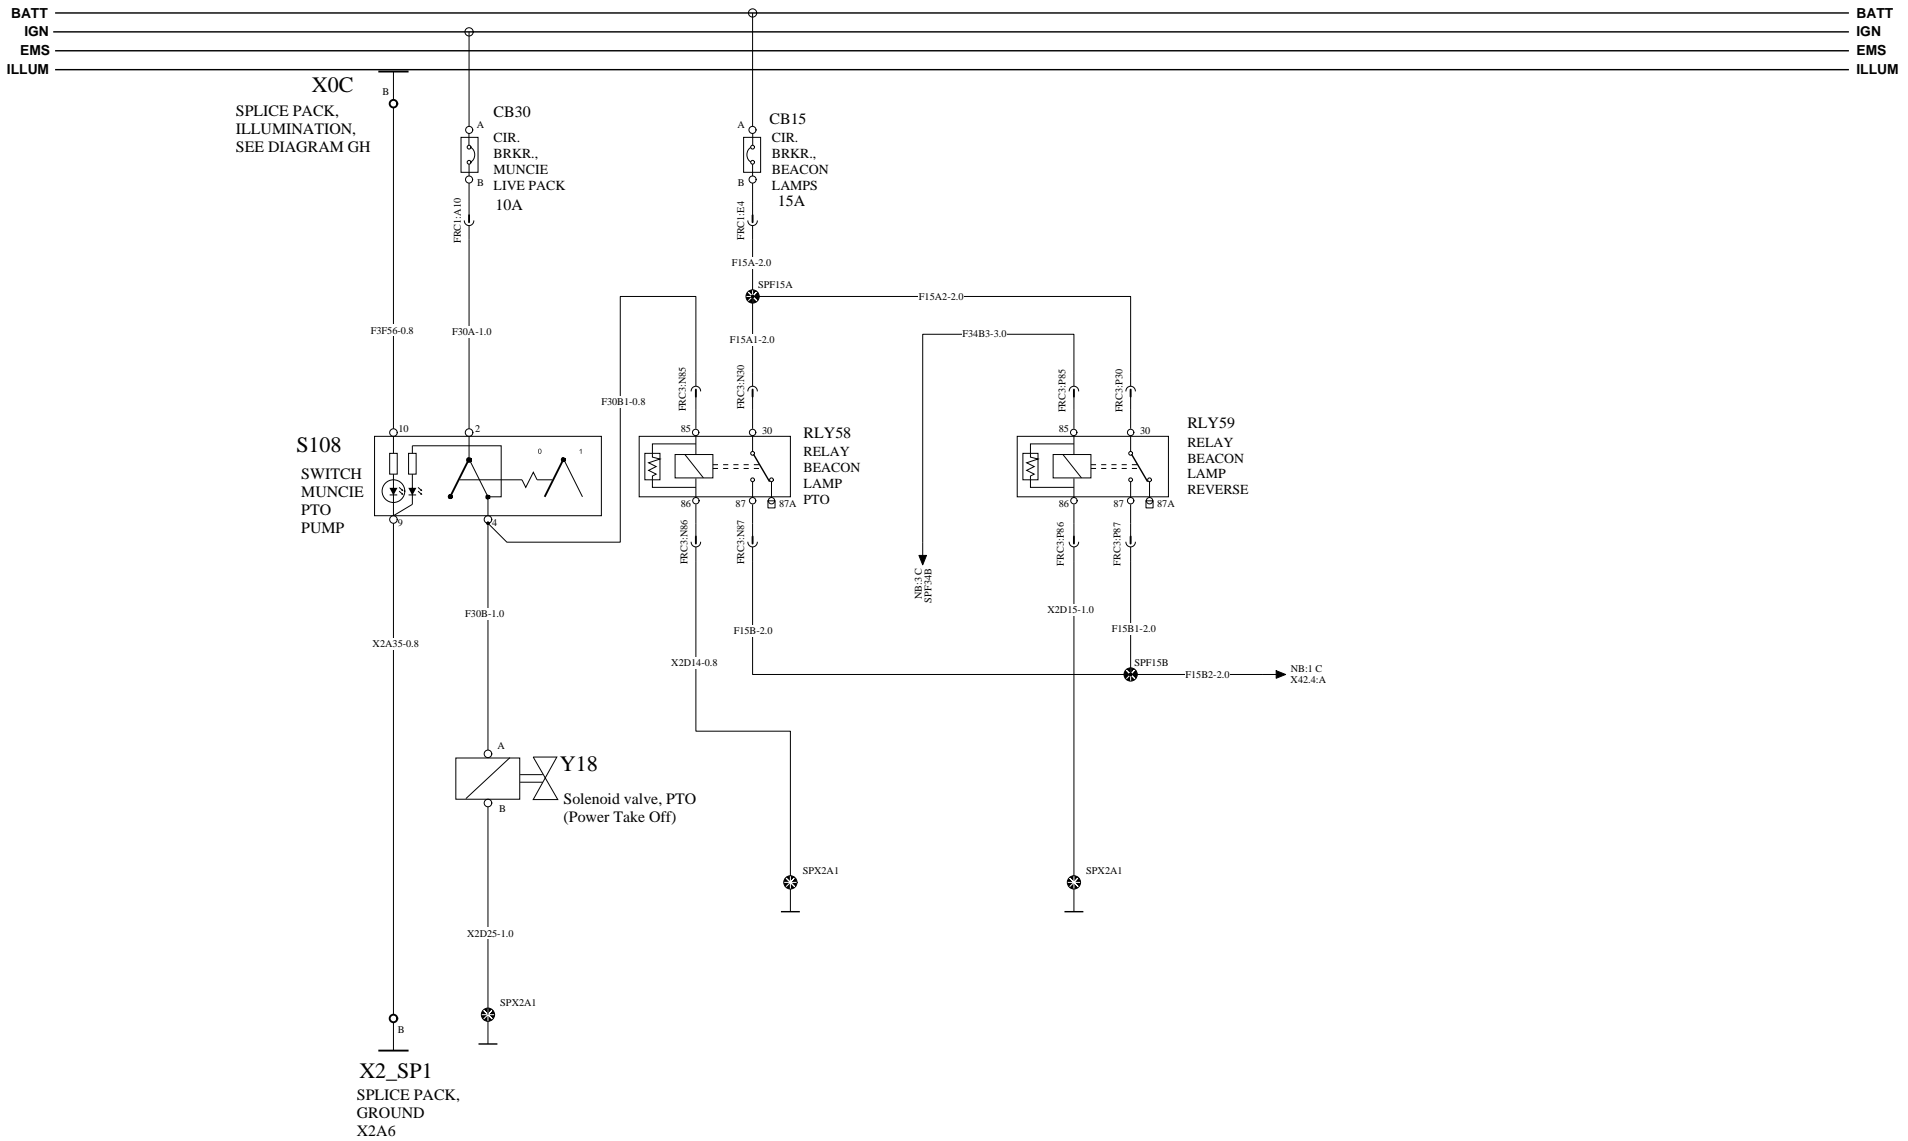 BATT
BATT
IGN
IGN
EMS
EMS
ILLUM
ILLUM
X0C
B
SPLICE PACK,
ILLUMINATION,
SEE DIAGRAM GH
CB30
A
CIR.
BRKR.,
MUNCIE
LIVE PACK
B
10A
FRC1:A10
CB15
A
CIR.
BRKR.,
BEACON
LAMPS
B
15A
FRC1:E4
F15A-2.0
SPF15A
F15A2-2.0
F3F56-0.8
F30A-1.0
F15A1-2.0
F34B3-3.0
F30B1-0.8
FRC3:N85
FRC3:N30
FRC3:P85
FRC3:P30
S108
SWITCH
MUNCIE
PTO
PUMP
10
2
0
1
9
4
85
30
RLY58
RELAY
BEACON
LAMP
PTO
86
87
87A
FRC3:N86
FRC3:N87
85
30
RLY59
RELAY
BEACON
LAMP
REVERSE
86
87
87A
FRC3:P86
FRC3:P87
NB:3 C
SPF34B
F30B-1.0
X2D15-1.0
X2A35-0.8
F15B-2.0
F15B1-2.0
X2D14-0.8
SPF15B
F15B2-2.0
NB:1 C
X42.4:A
A
Y18
B
Solenoid valve, PTO
(Power Take Off)
SPX2A1
SPX2A1
X2D25-1.0
SPX2A1
B
X2_SP1
SPLICE PACK,
GROUND
X2A6